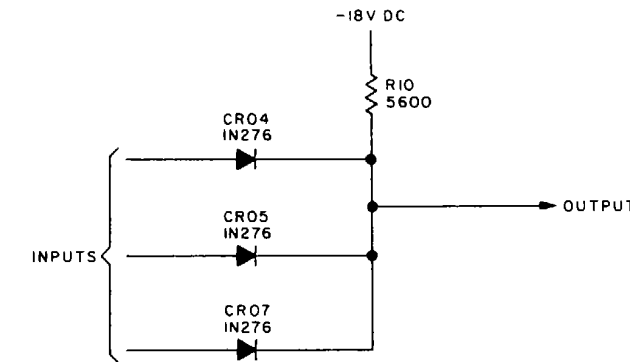 -18V DC
R10
5600
CR04
IN276
CR05
IN276
OUTPUT
INPUTS
CR07
IN276